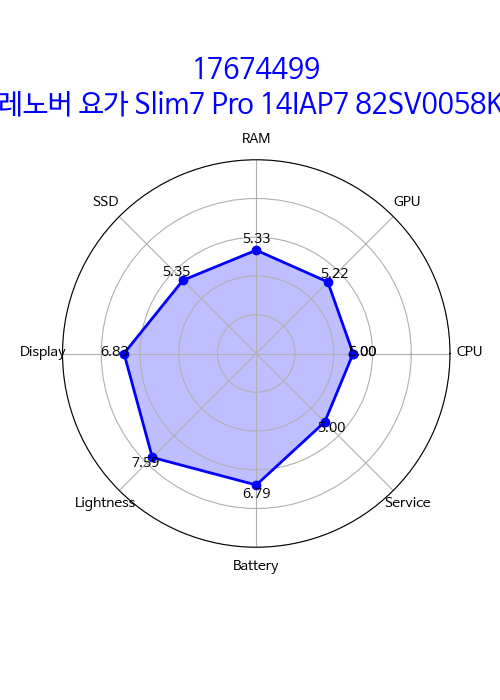 17674499
레노버 요가 Slim7 Pro 14IAP7 82SV0058K
RAM
SSD
GPU
5.33
5.35
5.22
Display
6.82
5.00
CPU
7.59
5.00
6.79
Lightness
Service
Battery